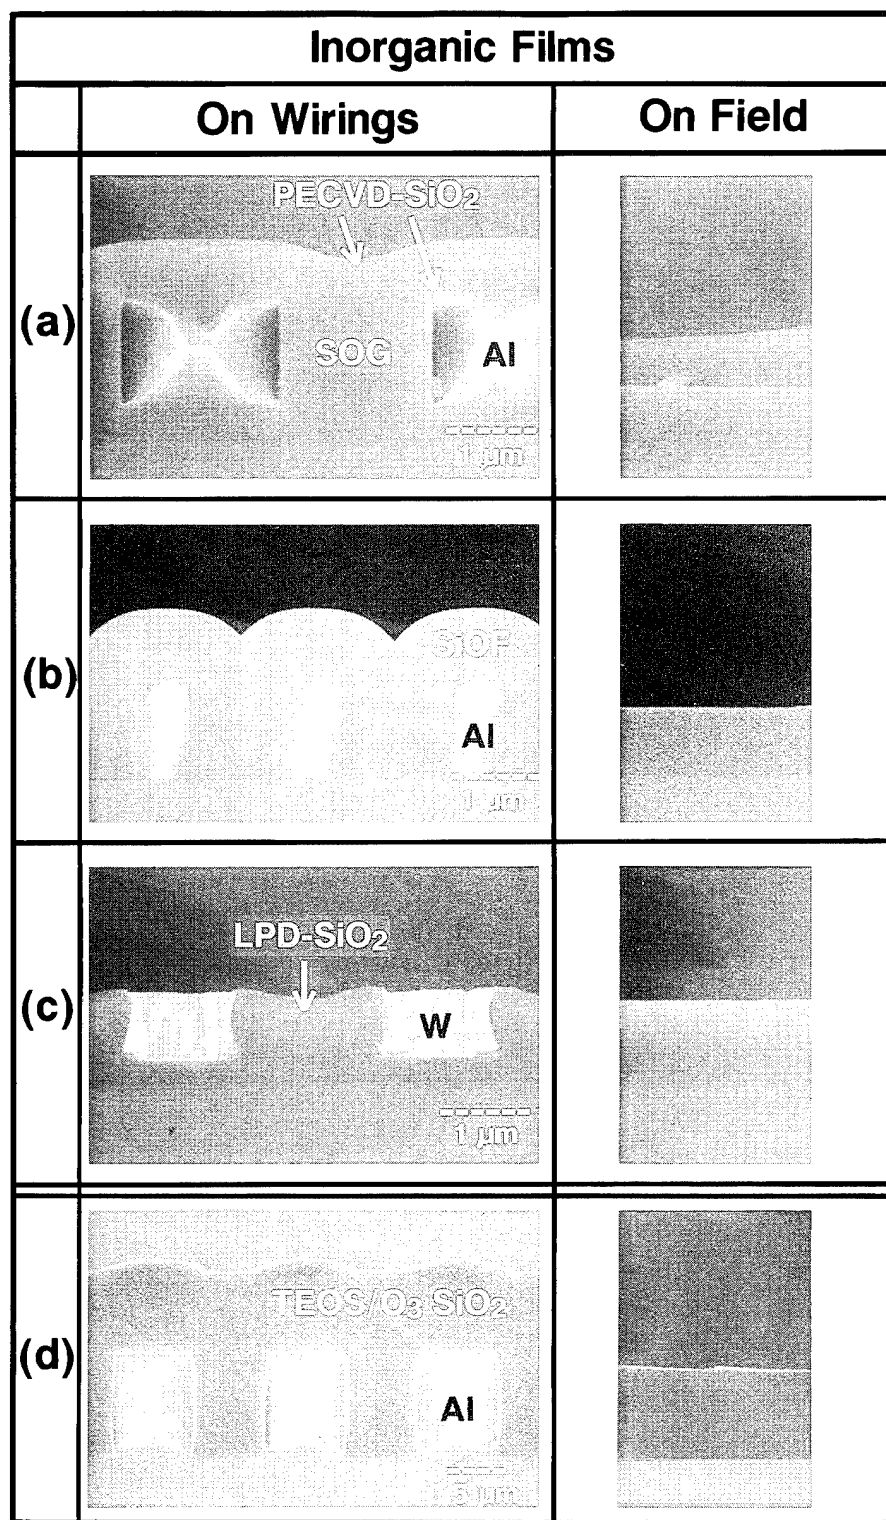 Inorganic Films
On Wirings
On Field
(a)
PECVD-SiO₂
SOG
Al
1 μm
(b)
SiOF
Al
1 μm
(c)
LPD-SiO₂
W
1 μm
(d)
TEOS/O₃ SiO₂
Al
.5 μm